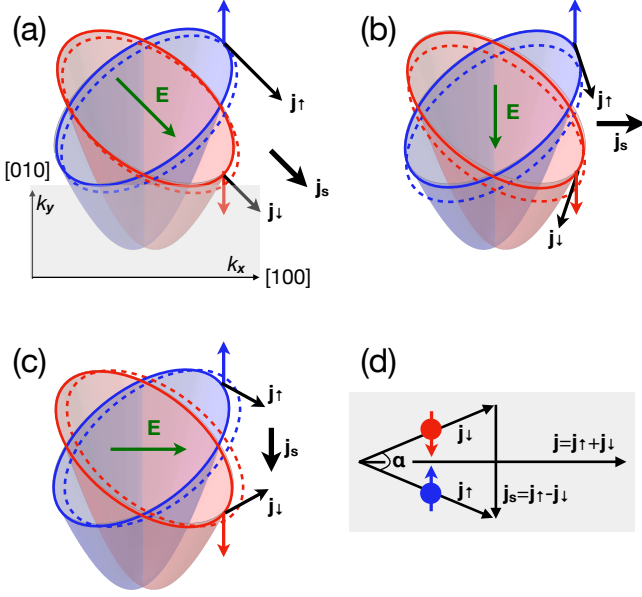 (a)
E
j↑
js
j↓
[010]
ky
kx
[100]
(b)
E
j↑
js
j↓
(c)
E
j↑
js
j↓
(d)
j↓
α
j=j↑+j↓
j↑
js=j↑-j↓